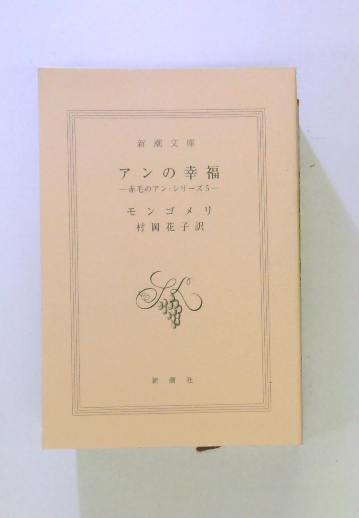 新潮文庫
アンの幸福
―赤毛のアン・シリーズ5―
モンゴメリ
村岡花子訳
新潮社